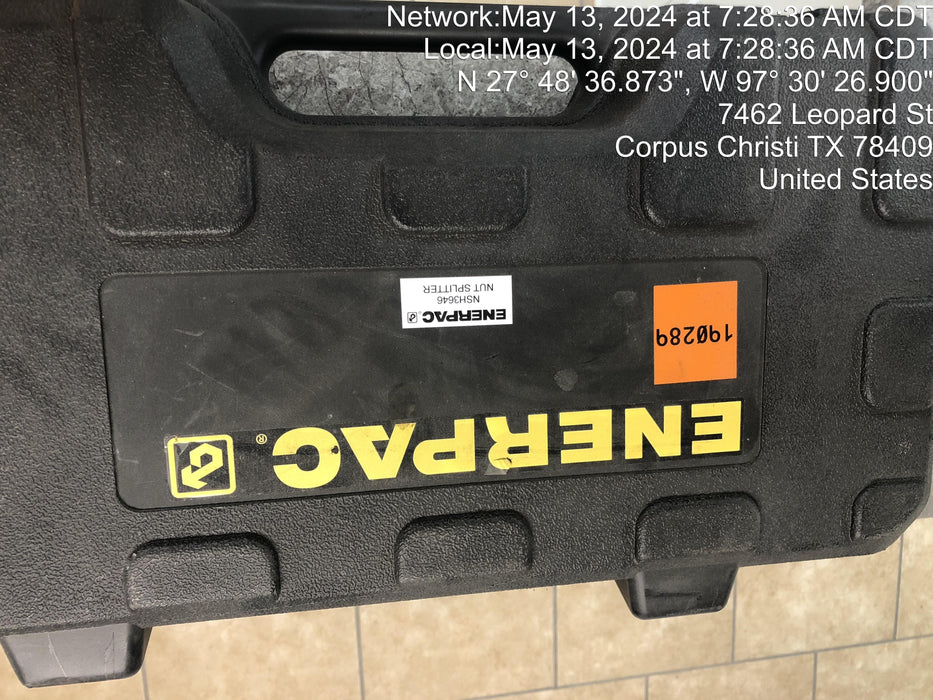 Network:May 13, 2024 at 7:28:36 AM CDT
Local:May 13, 2024 at 7:28:36 AM CDT
N 27° 48' 36.873", W 97° 30' 26.900"
7462 Leopard St
Corpus Christi TX 78409
United States
ENERPAC®
190289
ENERPAC
NSH3646
NUT SPLITTER